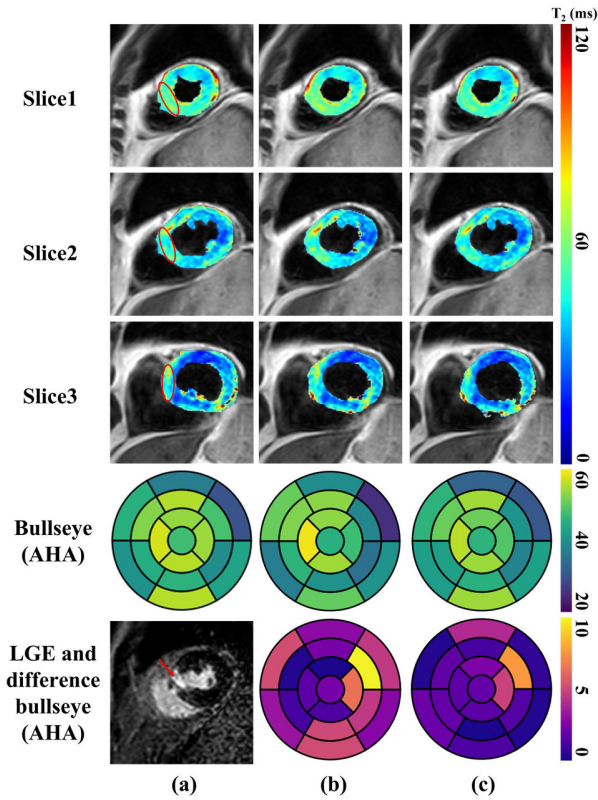 T₂ (ms)
120
Slice1
60
Slice2
Slice3
0
Bullseye
(AHA)
60
40
20
LGE and
difference
bullseye
(AHA)
10
5
0
(a)
(b)
(c)